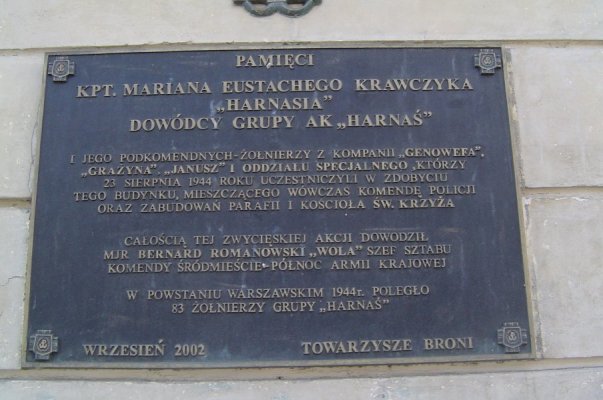 PAMIĘCI
KPT. MARIANA EUSTACHEGO KRAWCZYKA
„HARNASIA”
DOWÓDCY GRUPY AK „HARNAŚ”
I JEGO PODKOMENDNYCH-ŻOŁNIERZY Z KOMPANII „GENOWEFA”,
„GRAŻYNA”, „JANUSZ” I ODDZIAŁU SPECJALNEGO, KTÓRZY
23 SIERPNIA 1944 ROKU UCZESTNICZYLI W ZDOBYCIU
TEGO BUDYNKU, MIESZCZĄCEGO WÓWCZAS KOMENDĘ POLICJI
ORAZ ZABUDOWAŃ PARAFII I KOŚCIOŁA ŚW. KRZYŻA
CAŁOŚCIĄ TEJ ZWYCIĘSKIEJ AKCJI DOWODZIŁ
MJR BERNARD ROMANOWSKI „WOLA” SZEF SZTABU
KOMENDY ŚRÓDMIEŚCIE-PÓŁNOC ARMII KRAJOWEJ
W POWSTANIU WARSZAWSKIM 1944r. POLEGŁO
83 ŻOŁNIERZY GRUPY „HARNAŚ”
WRZESIEŃ 2002 TOWARZYSZE BRONI